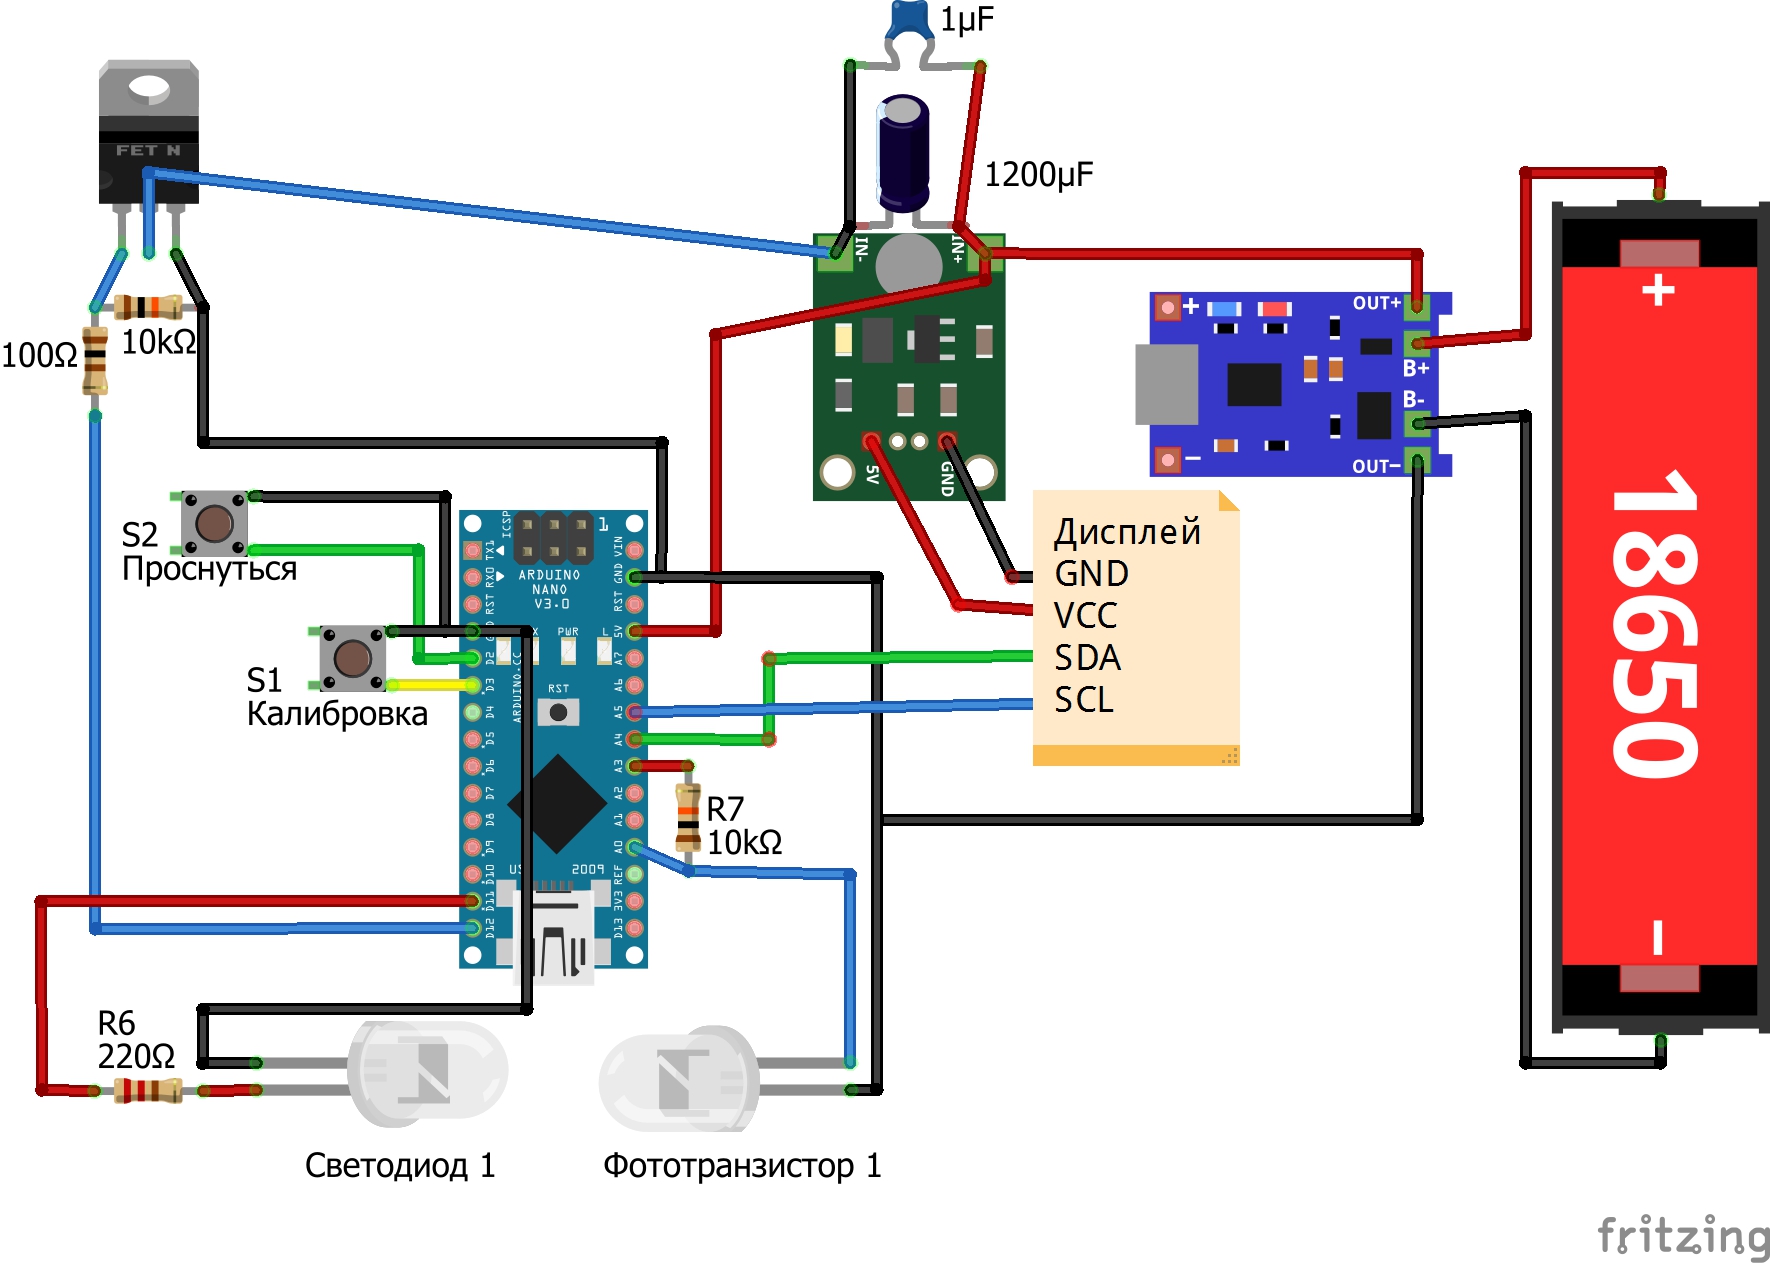 1µF
FET N
1200µF
IN-
IN+
100Ω
10kΩ
5V
GND
+
−
OUT+
B+
B-
OUT−
+
18650
−
S2
Проснуться
S1
Калибровка
ICSP
1
ARDUINO
NANO
V3.0
TX1
RX0
RST
D2
D3
D4
D5
D6
D7
D8
D9
D10
D11
D12
VIN
GND
RST
5V
A7
A6
A5
A4
A3
A2
A1
A0
REF
3V3
D13
PWR
L
RST
ARDUINO.CC
2009
Дисплей
GND
VCC
SDA
SCL
R7
10kΩ
R6
220Ω
Светодиод 1
Фототранзистор 1
fritzing